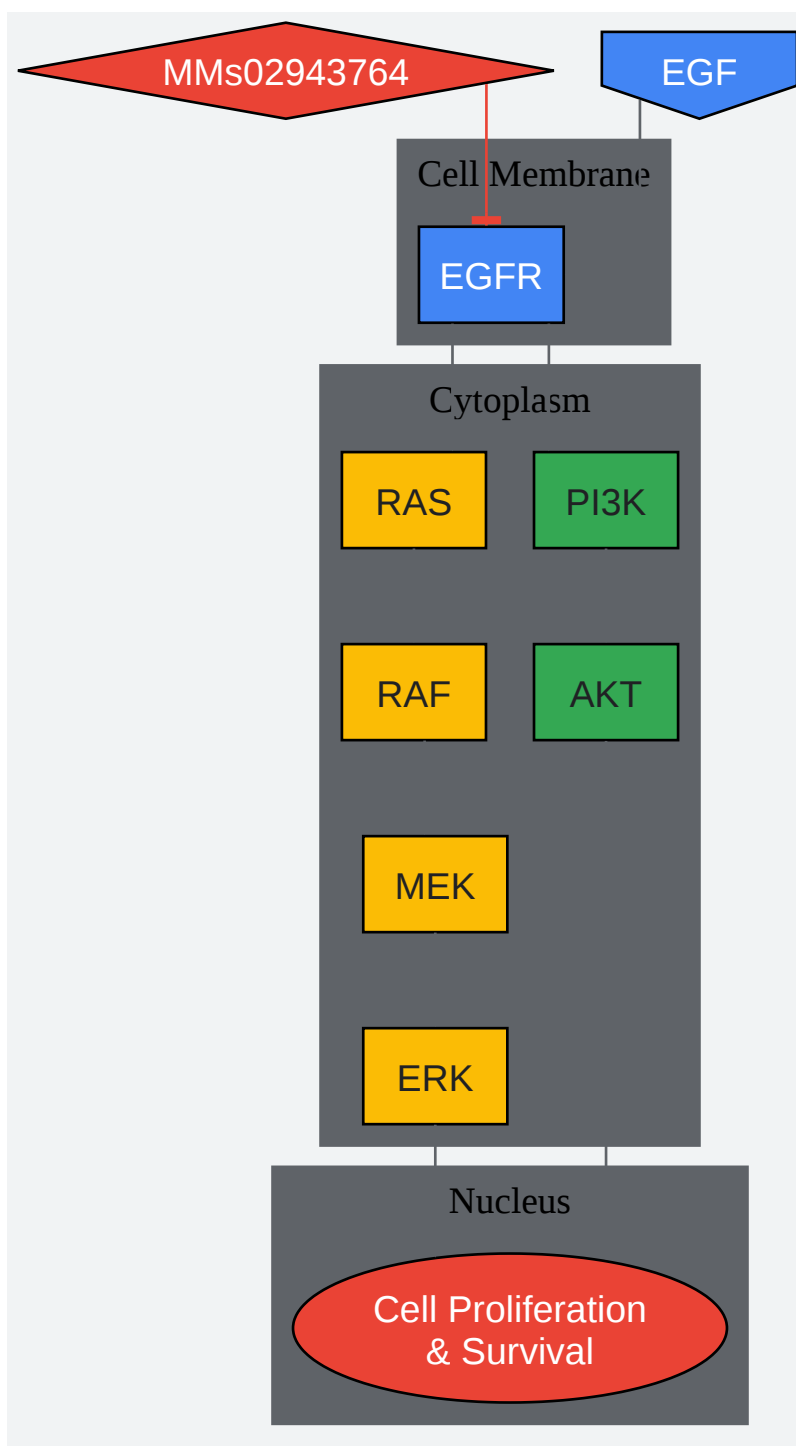 MMs02943764
EGF
Cell Membrane
EGFR
Cytoplasm
RAS
PI3K
RAF
AKT
MEK
ERK
Nucleus
Cell Proliferation
& Survival